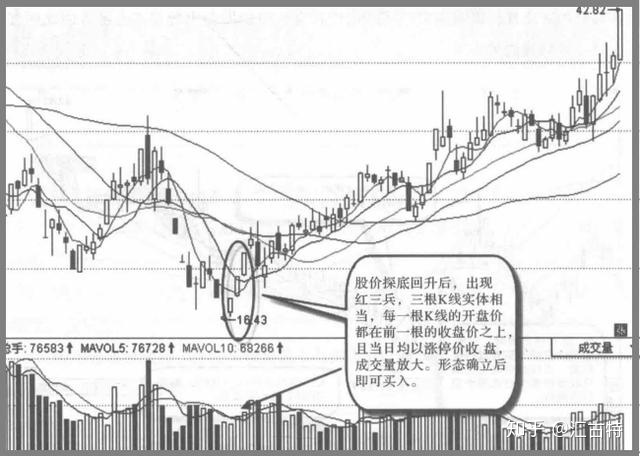 42.82
16.43
股价探底回升后，出现
红三兵，三根K线实体相
当，每一根K线的开盘价
都在前一根的收盘价之上，
且当日均以涨停价收盘，
成交量放大。形态确立后
即可买入。
总手: 76583 MAVOL5: 76728 MAVOL10: 68266 成交量
知乎 @汇古特